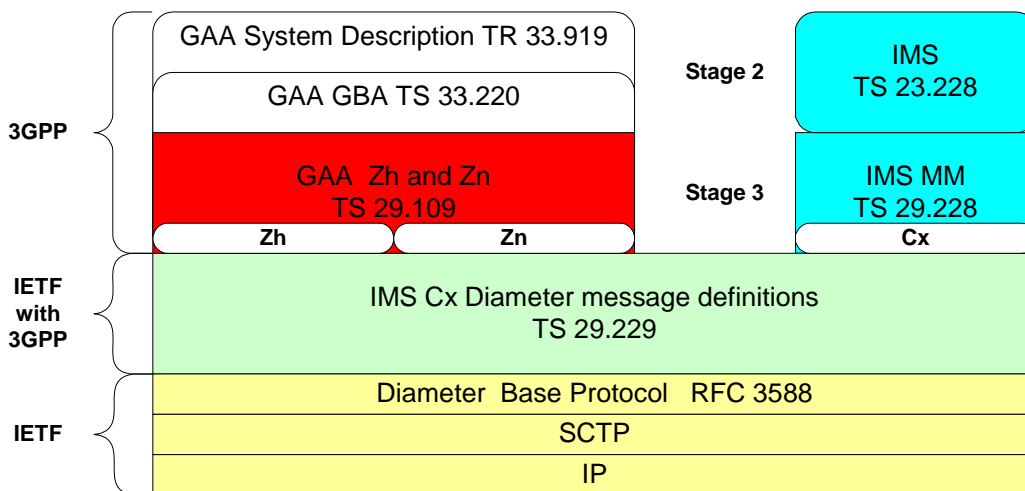 GAA System Description TR 33.919
GAA GBA TS 33.220
Stage 2
IMS
TS 23.228
3GPP
GAA Zh and Zn
TS 29.109
Stage 3
IMS MM
TS 29.228
Zh
Zn
Cx
IETF
with
3GPP
IMS Cx Diameter message definitions
TS 29.229
IETF
Diameter Base Protocol RFC 3588
SCTP
IP